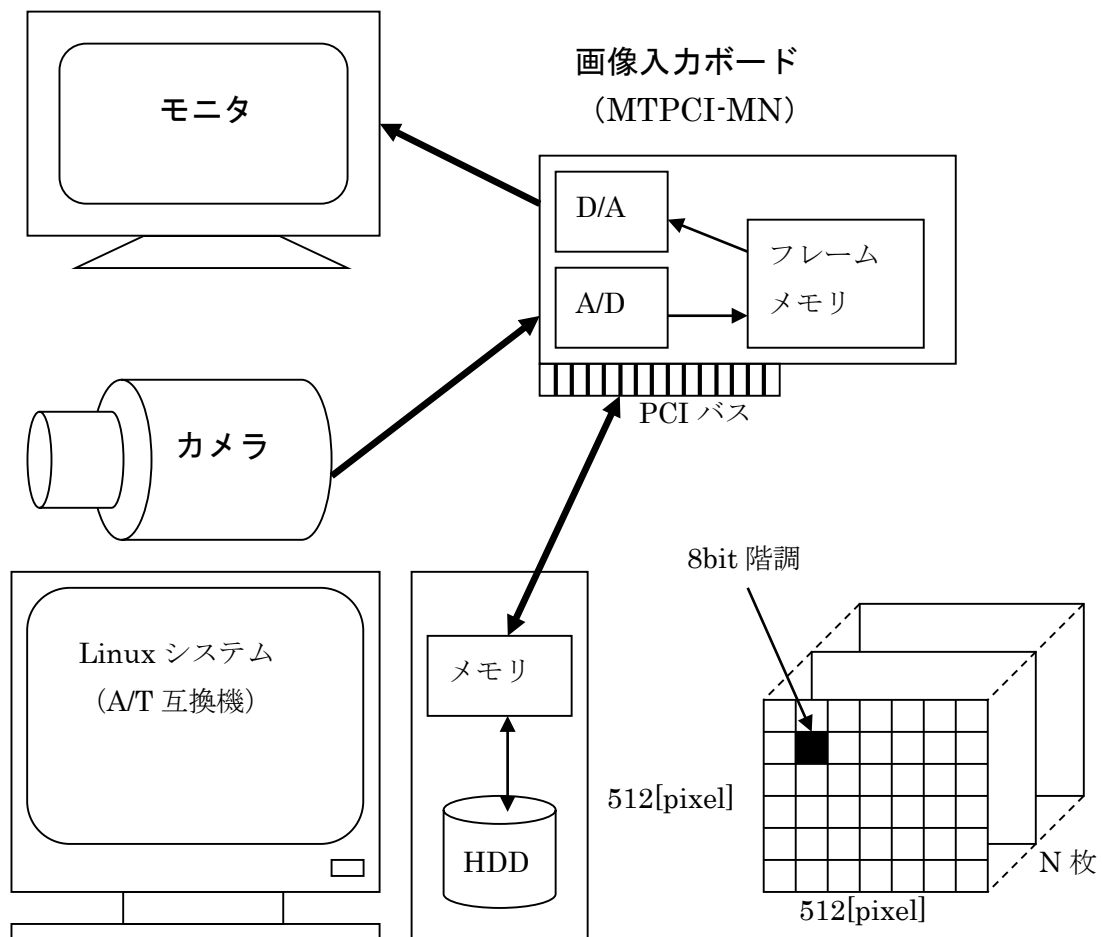 画像入力ボード
（MTPCI-MN）
モニタ
D/A
フレーム
メモリ
A/D
PCI バス
カメラ
8bit 階調
Linux システム
（A/T 互換機）
メモリ
512[pixel]
HDD
N 枚
512[pixel]